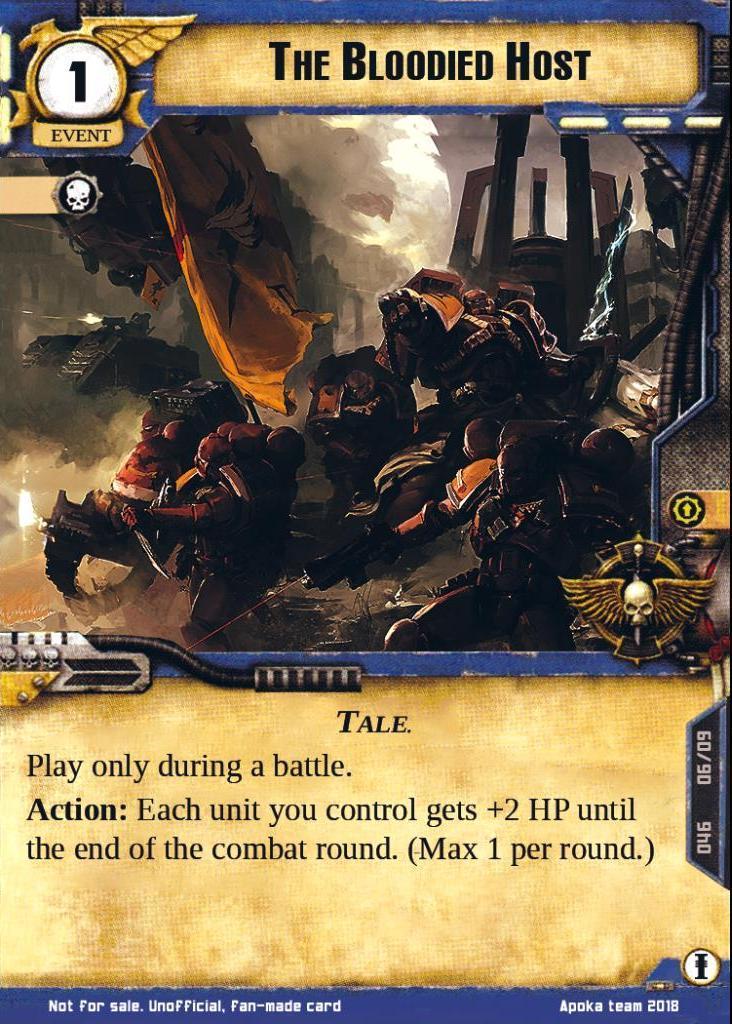 THE BLOODIED HOST
1
EVENT
TALE.
Play only during a battle.
Action: Each unit you control gets +2 HP until
the end of the combat round. (Max 1 per round.)
06/09
040
I
Not for sale. Unofficial, fan-made card
Apoka team 2018